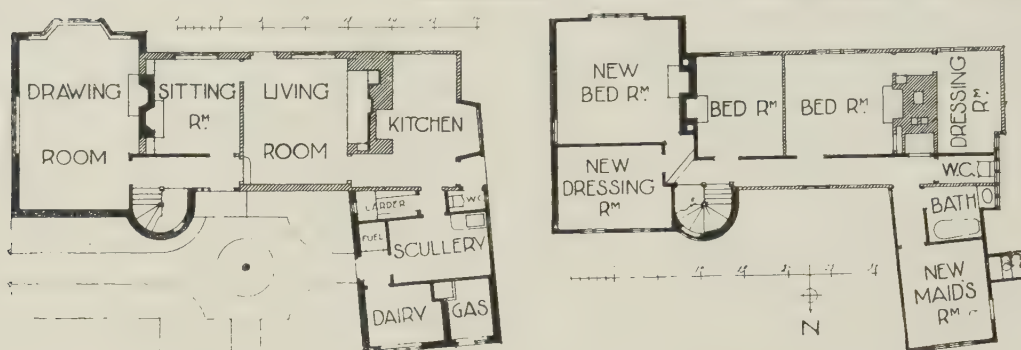 DRAWING
ROOM
SITTING
RM.
LIVING
ROOM
KITCHEN
LARDER
W.C.
FUEL
SCULLERY
DAIRY
GAS
NEW
BED RM.
BED RM.
BED RM.
DRESSING
RM.
NEW
DRESSING
RM.
W.C.
BATH
NEW
MAID'S
RM.
N